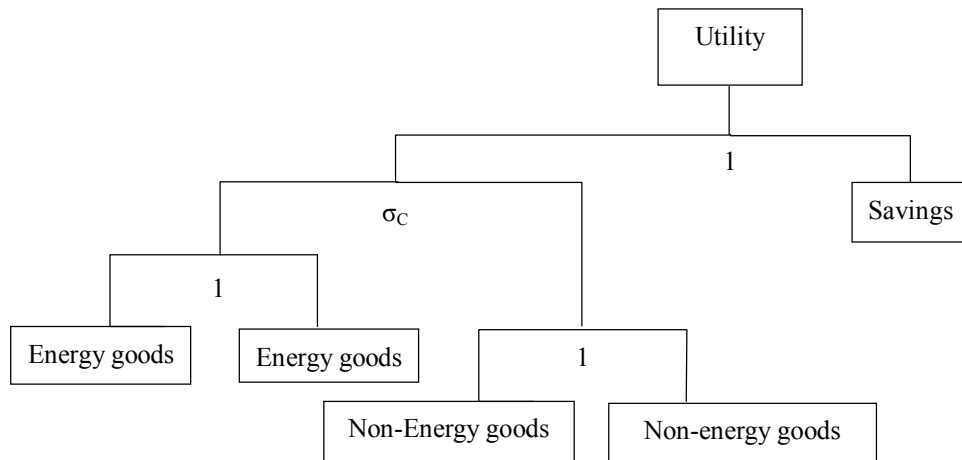 Utility
1
Savings
σC
1
Energy goods
Energy goods
1
Non-Energy goods
Non-energy goods